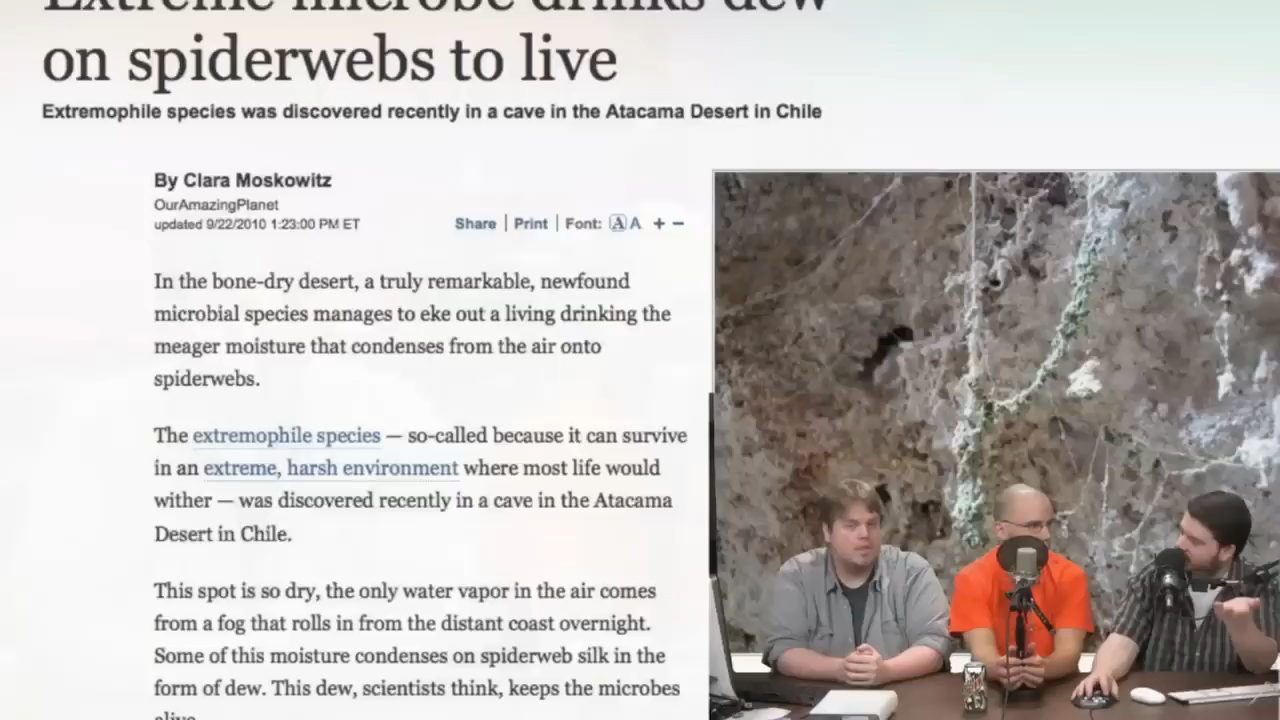 Extreme microbe drinks dew
on spiderwebs to live
Extremophile species was discovered recently in a cave in the Atacama Desert in Chile
By Clara Moskowitz
OurAmazingPlanet
updated 9/22/2010 1:23:00 PM ET
Share | Print | Font: A A + −
In the bone-dry desert, a truly remarkable, newfound
microbial species manages to eke out a living drinking the
meager moisture that condenses from the air onto
spiderwebs.
The extremophile species — so-called because it can survive
in an extreme, harsh environment where most life would
wither — was discovered recently in a cave in the Atacama
Desert in Chile.
This spot is so dry, the only water vapor in the air comes
from a fog that rolls in from the distant coast overnight.
Some of this moisture condenses on spiderweb silk in the
form of dew. This dew, scientists think, keeps the microbes
alive.